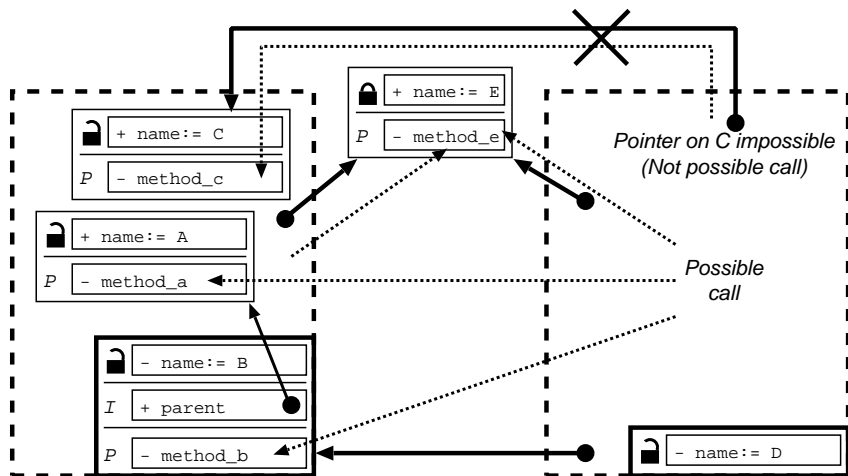 + name:= E
P - method_e
+ name:= C
P - method_c
Pointer on C impossible
(Not possible call)
+ name:= A
P - method_a
Possible
call
- name:= B
I + parent
P - method_b
- name:= D